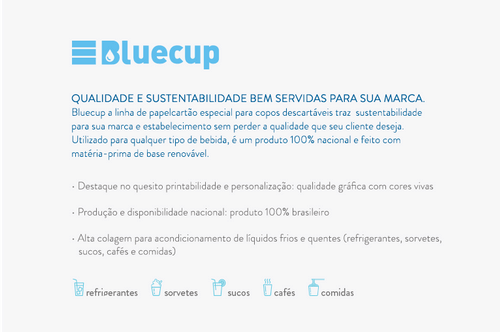 Bluecup
QUALIDADE E SUSTENTABILIDADE BEM SERVIDAS PARA SUA MARCA.
Bluecup a linha de papelcartão especial para copos descartáveis traz sustentabilidade
para sua marca e estabelecimento sem perder a qualidade que seu cliente deseja.
Utilizado para qualquer tipo de bebida, é um produto 100% nacional e feito com
matéria-prima de base renovável.
• Destaque no quesito printabilidade e personalização: qualidade gráfica com cores vivas
• Produção e disponibilidade nacional: produto 100% brasileiro
• Alta colagem para acondicionamento de líquidos frios e quentes (refrigerantes, sorvetes,
sucos, cafés e comidas)
refrigerantes sorvetes sucos cafés comidas